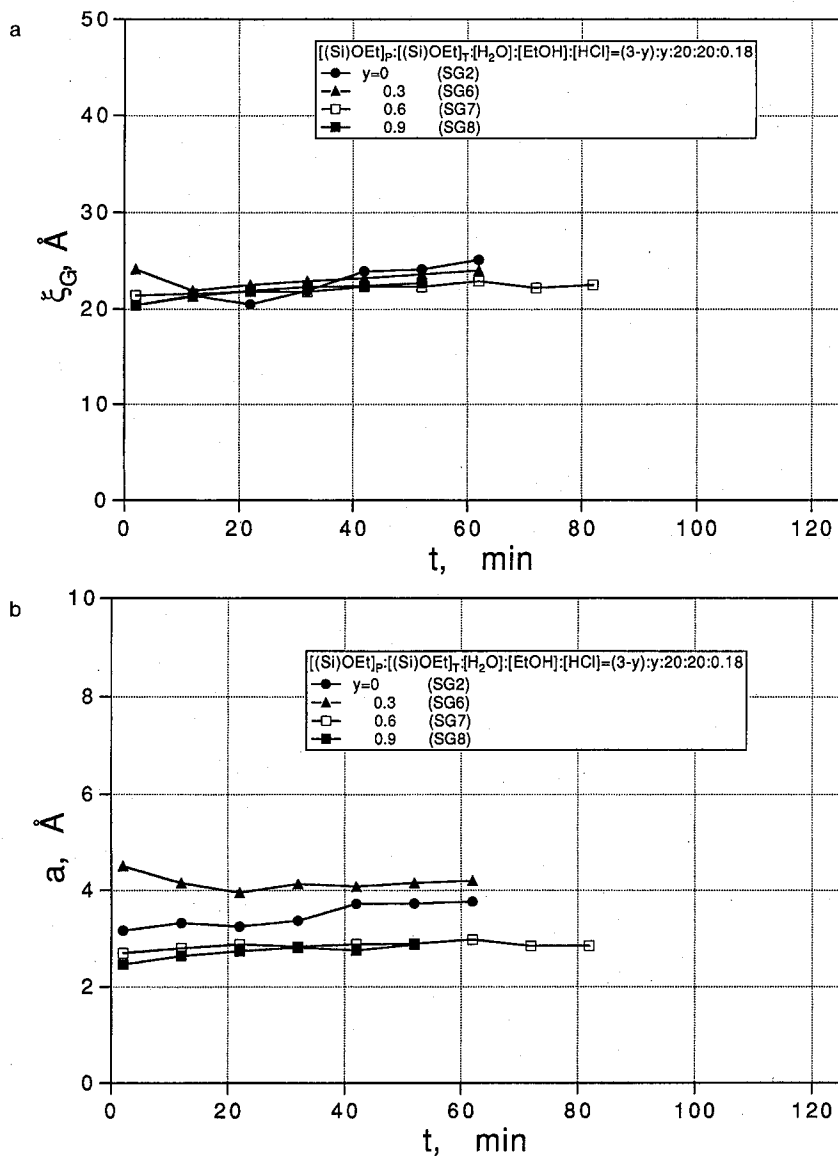 a
[(Si)OEt]P:[(Si)OEt]T:[H2O]:[EtOH]:[HCl]=(3-y):y:20:20:0.18
y=0 (SG2)
0.3 (SG6)
0.6 (SG7)
0.9 (SG8)
50
40
30
20
10
0
ξG, Å
0 20 40 60 80 100 120
t, min
b
[(Si)OEt]P:[(Si)OEt]T:[H2O]:[EtOH]:[HCl]=(3-y):y:20:20:0.18
y=0 (SG2)
0.3 (SG6)
0.6 (SG7)
0.9 (SG8)
10
8
6
4
2
0
a, Å
0 20 40 60 80 100 120
t, min